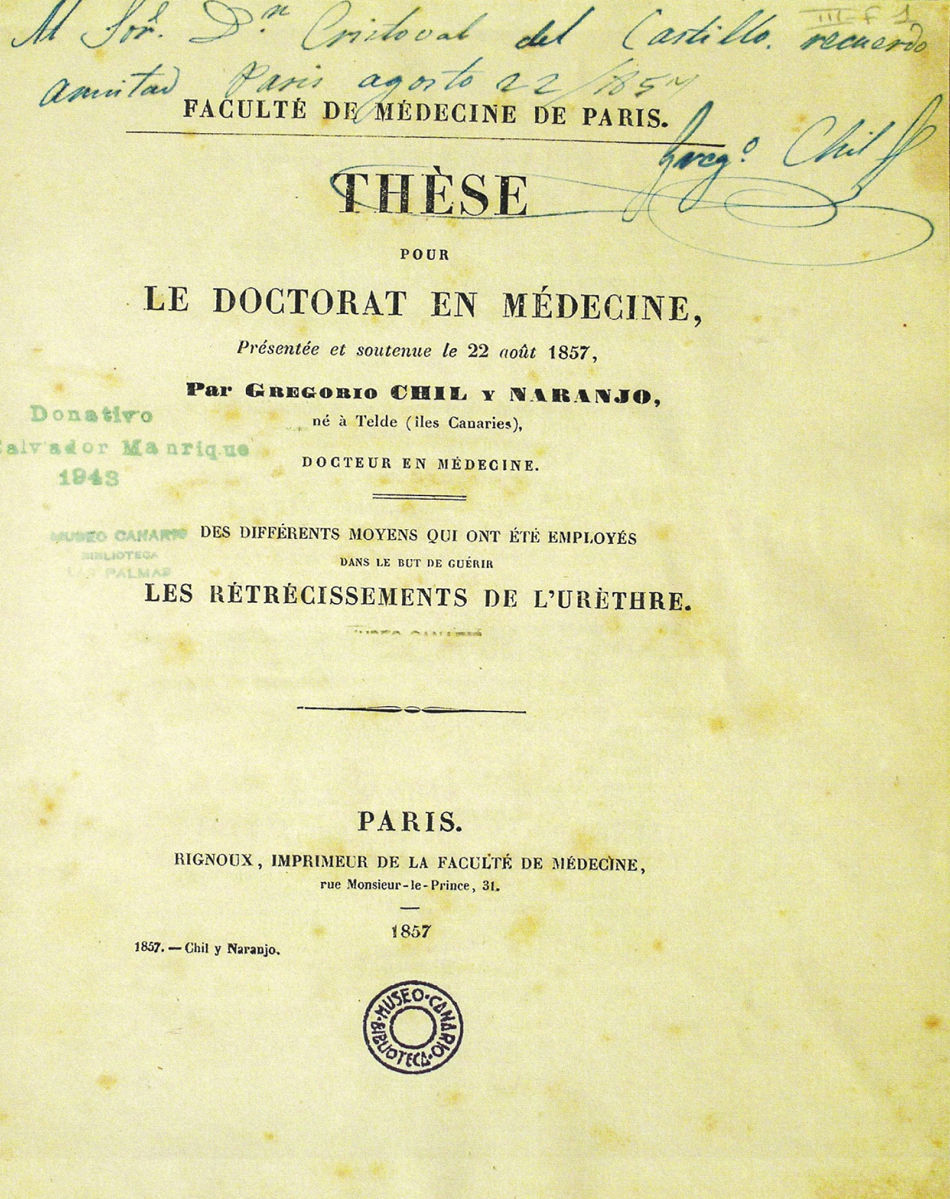 III-F 1
Al Sor. Dn Cristoval del Castillo. recuerdo
amistad Paris agosto 22/1857
Gregº Chil
FACULTÉ DE MÉDECINE DE PARIS.
THÈSE
POUR
LE DOCTORAT EN MÉDECINE,
Présentée et soutenue le 22 août 1857,
Par GREGORIO CHIL Y NARANJO,
né à Telde (îles Canaries),
DOCTEUR EN MÉDECINE.
Donativo
Salvador Manrique
1943
MUSEO CANARIO
BIBLIOTECA
LAS PALMAS
DES DIFFÉRENTS MOYENS QUI ONT ÉTÉ EMPLOYÉS
DANS LE BUT DE GUÉRIR
LES RÉTRÉCISSEMENTS DE L'URÈTHRE.
MUSEO CANARIO
PARIS.
RIGNOUX, IMPRIMEUR DE LA FACULTÉ DE MÉDECINE,
rue Monsieur-le-Prince, 31.
1857
1857. — Chil y Naranjo.
MUSEO·CANARIO·BIBLIOTECA·